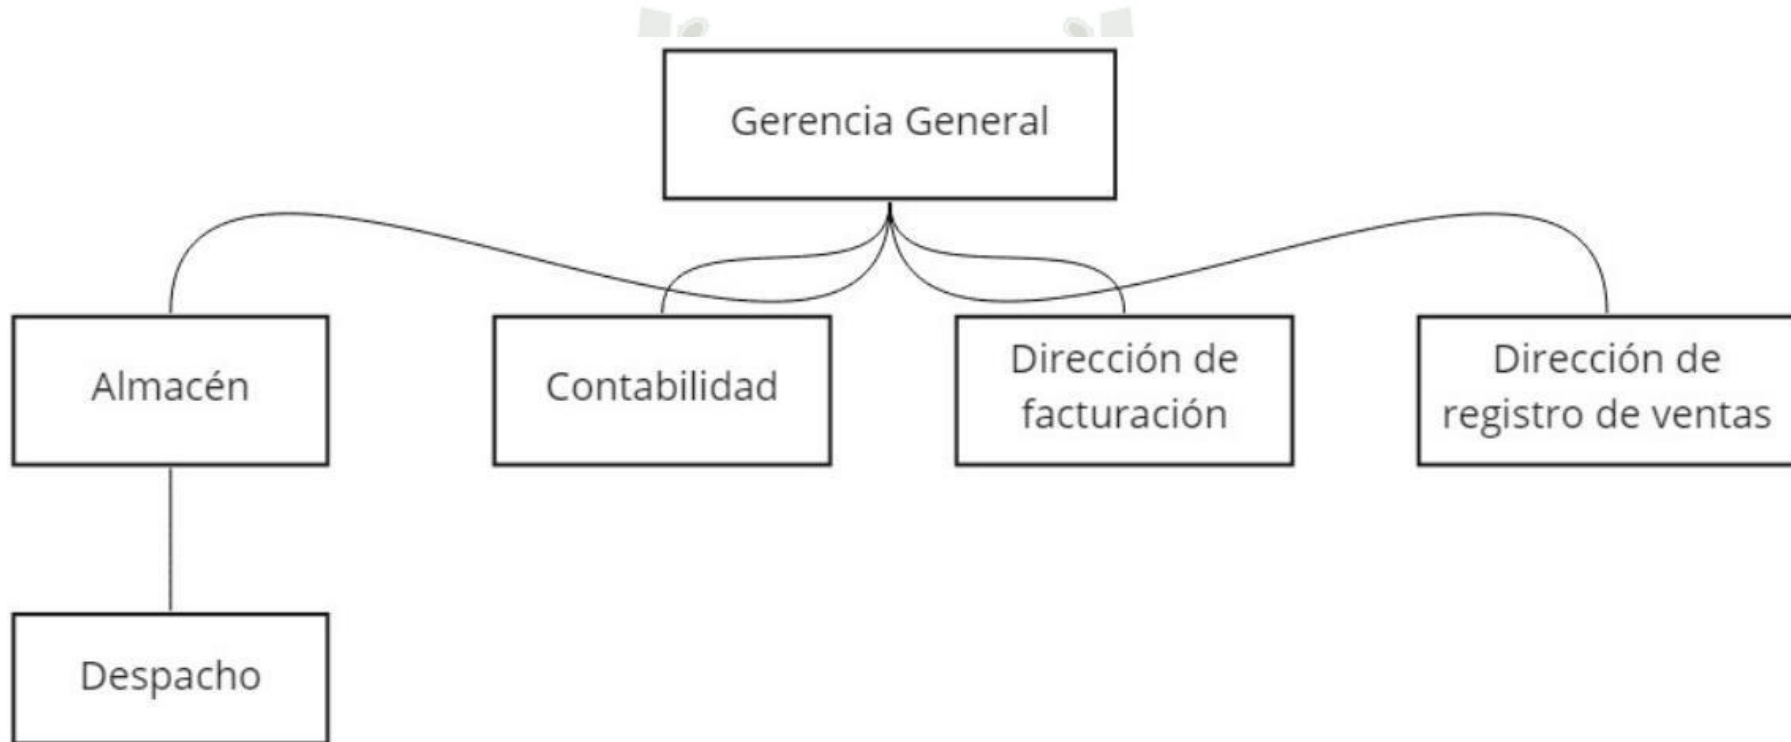 Gerencia General
Almacén
Contabilidad
Dirección de
facturación
Dirección de
registro de ventas
Despacho